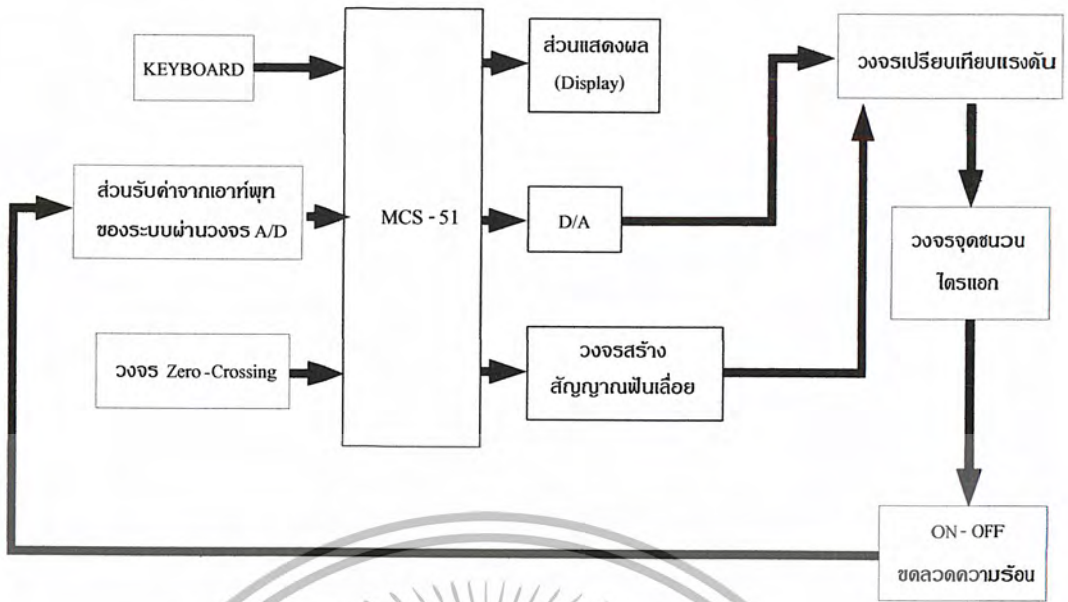 KEYBOARD
ส่วนรับค่าจากเอาท์พุท
ของระบบผ่านวงจร A/D
วงจร Zero-Crossing
MCS - 51
ส่วนแสดงผล
(Display)
D/A
วงจรสร้าง
สัญญาณฟันเลื่อย
วงจรเปรียบเทียบแรงดัน
วงจรจุดชนวน
ไตรแอก
ON - OFF
ขดลวดความร้อน